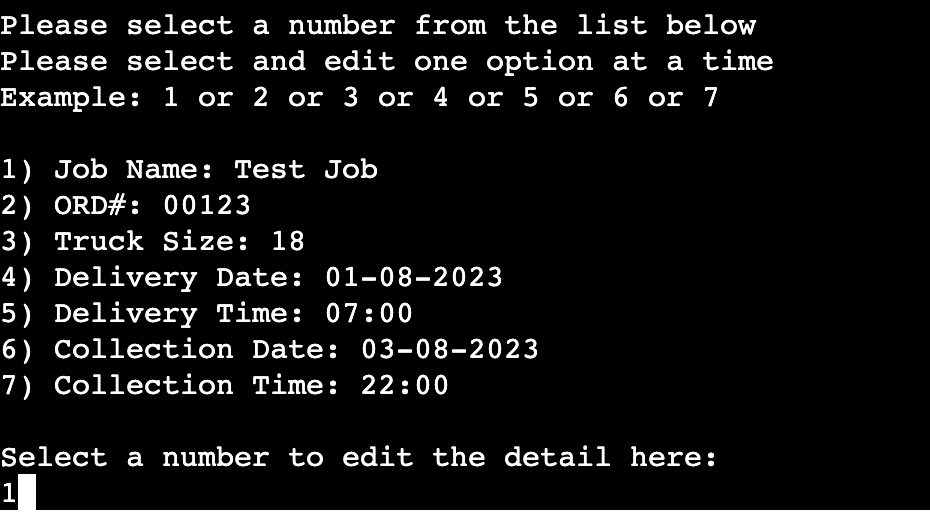 Please select a number from the list below
Please select and edit one option at a time
Example: 1 or 2 or 3 or 4 or 5 or 6 or 7
1) Job Name: Test Job
2) ORD#: 00123
3) Truck Size: 18
4) Delivery Date: 01-08-2023
5) Delivery Time: 07:00
6) Collection Date: 03-08-2023
7) Collection Time: 22:00
Select a number to edit the detail here:
1